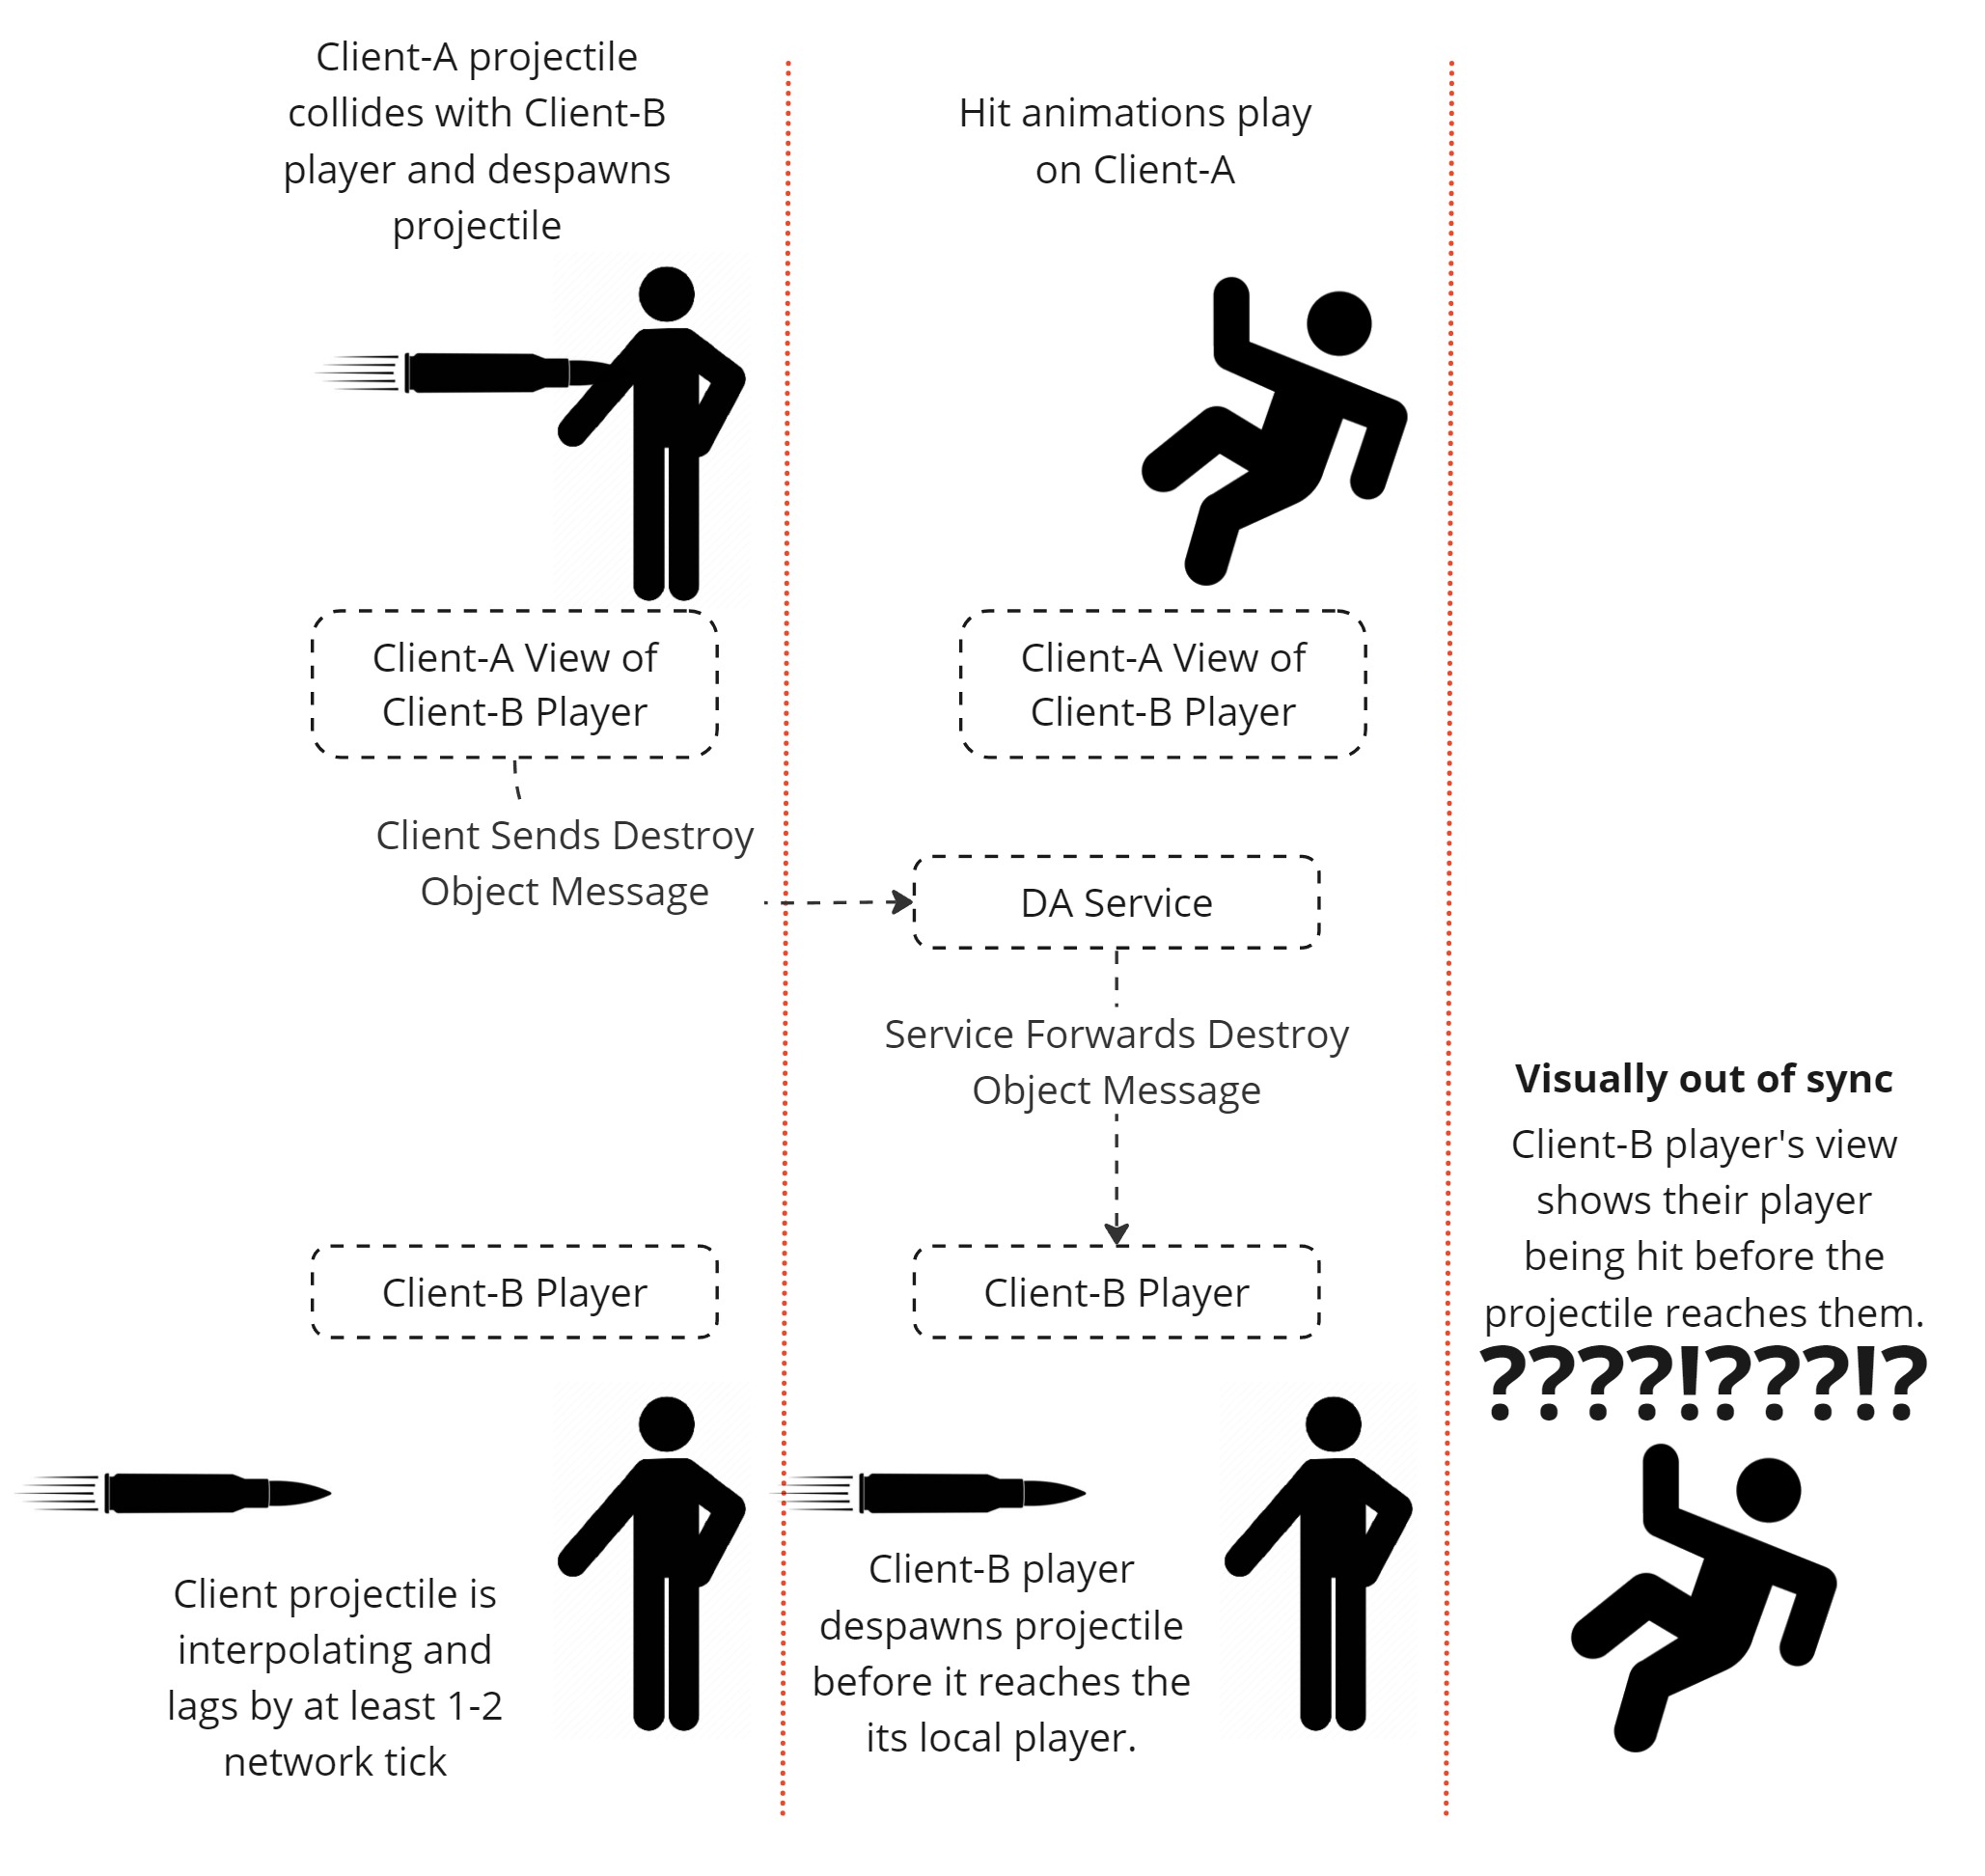 Client-A projectile
collides with Client-B
player and despawns
projectile
Hit animations play
on Client-A
Client-A View of
Client-B Player
Client-A View of
Client-B Player
Client Sends Destroy
Object Message
DA Service
Service Forwards Destroy
Object Message
Visually out of sync
Client-B player's view
shows their player
being hit before the
projectile reaches them.
????!???!?
Client-B Player
Client-B Player
Client projectile is
interpolating and
lags by at least 1-2
network tick
Client-B player
despawns projectile
before it reaches the
its local player.